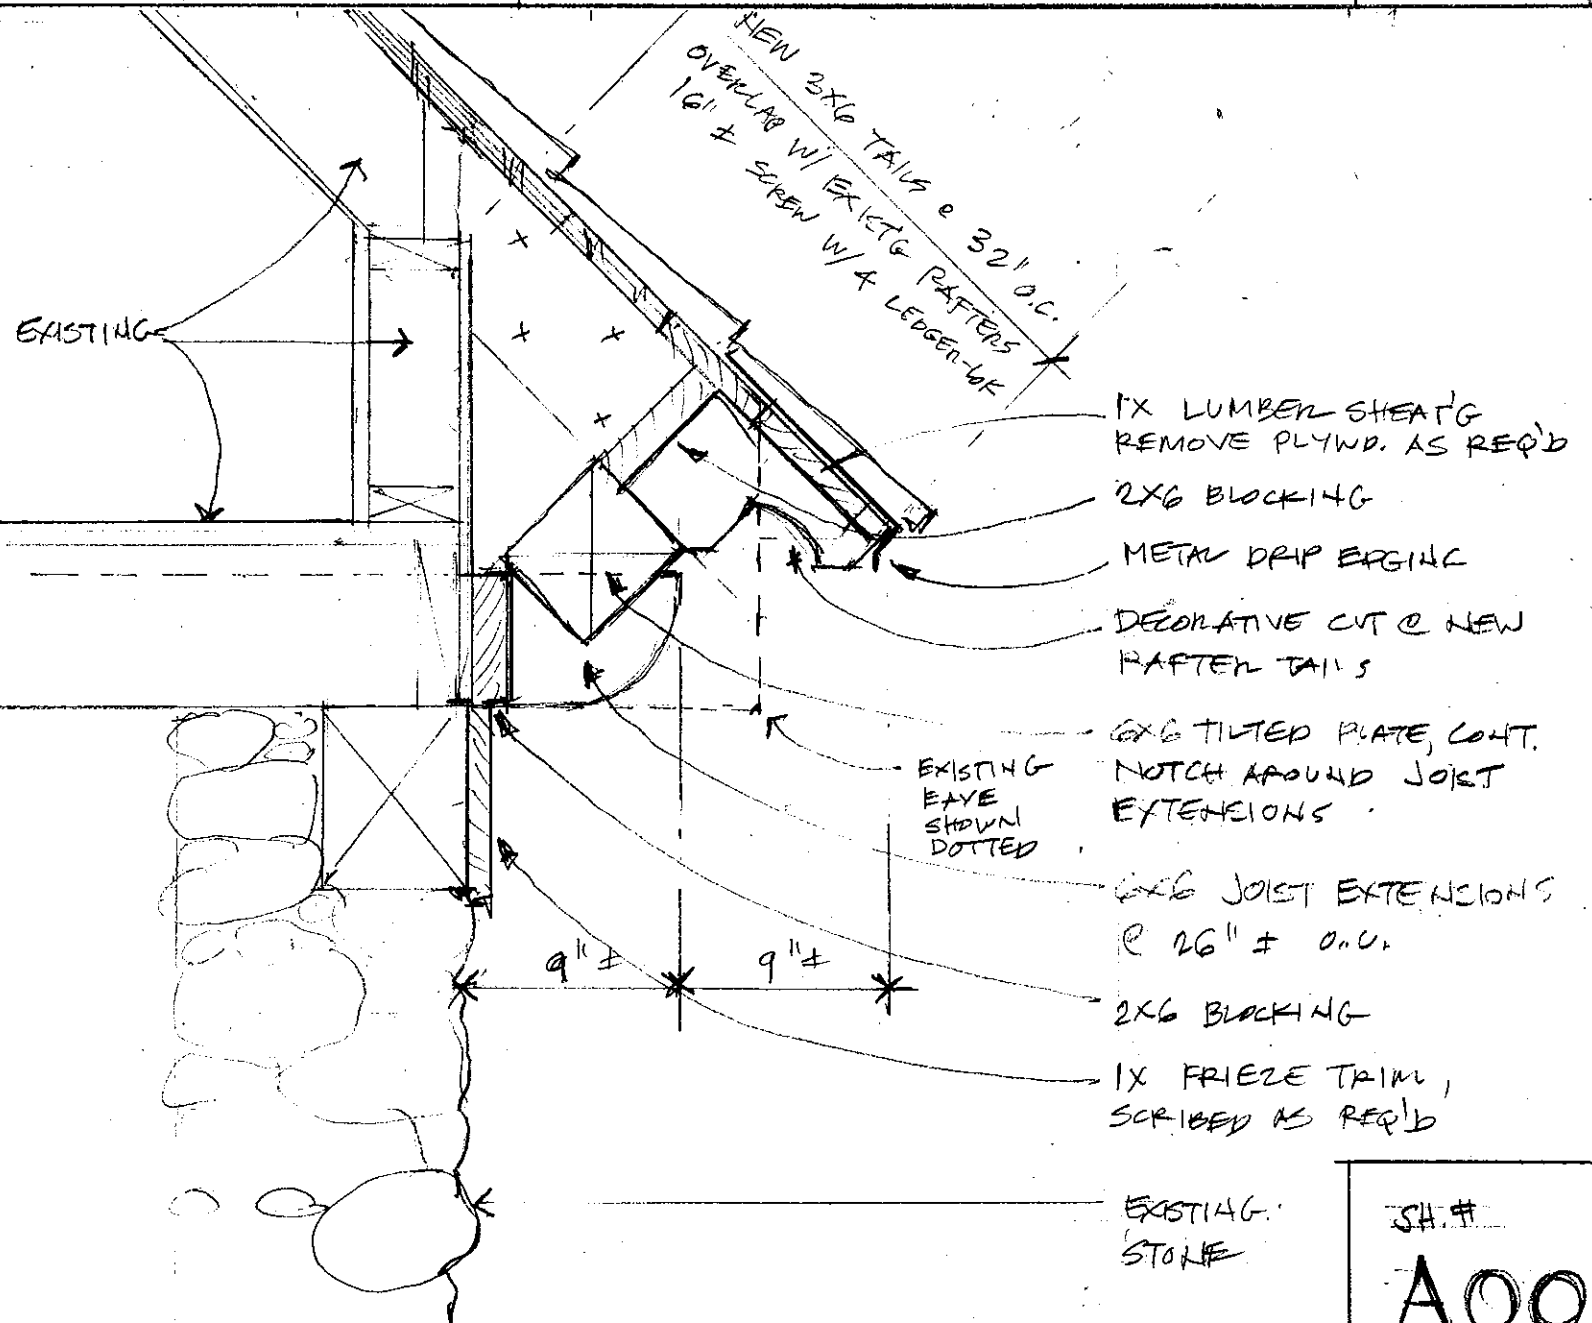 NEW 3X6 TAILS @ 32" O.C.
OVERLAP W/ EXIST'G RAFTERS
16" ± SCREW W/ 4 LEDGER-LOK
EXISTING
1X LUMBER SHEAT'G
REMOVE PLYWD. AS REQ'D
2X6 BLOCKING
METAL DRIP EDGING
DECORATIVE CUT @ NEW
RAFTER TAILS
6X6 TILTED PLATE, CONT.
NOTCH AROUND JOIST
EXTENSIONS
EXISTING
EAVE
SHOWN
DOTTED
6X6 JOIST EXTENSIONS
@ 26" ± O.C.
9" ±
9" ±
2X6 BLOCKING
1X FRIEZE TRIM,
SCRIBED AS REQ'D
EXISTING
STONE
SH. #
A00